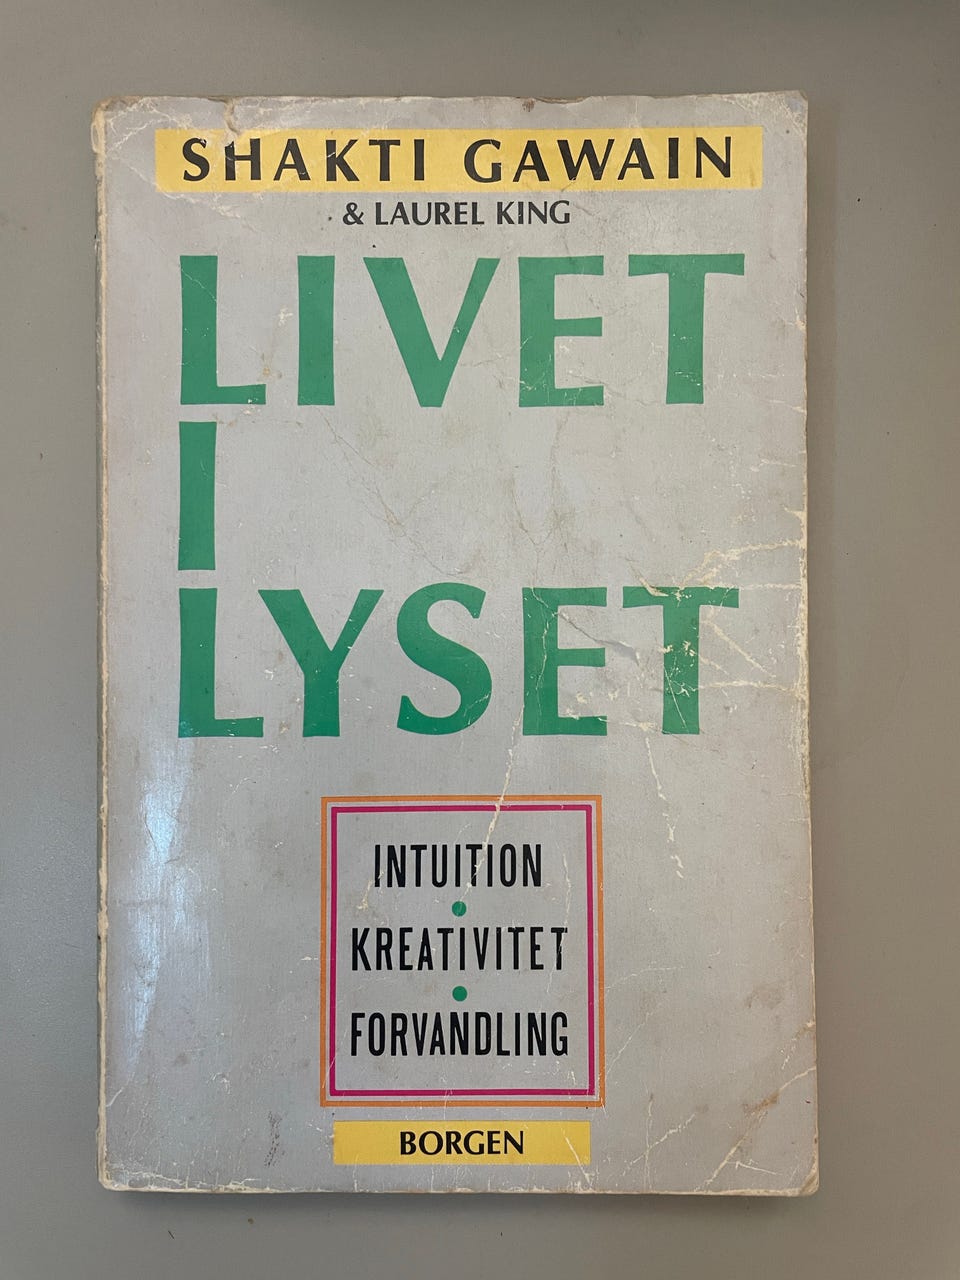 SHAKTI GAWAIN
& LAUREL KING
LIVET
I
LYSET
INTUITION
KREATIVITET
FORVANDLING
BORGEN